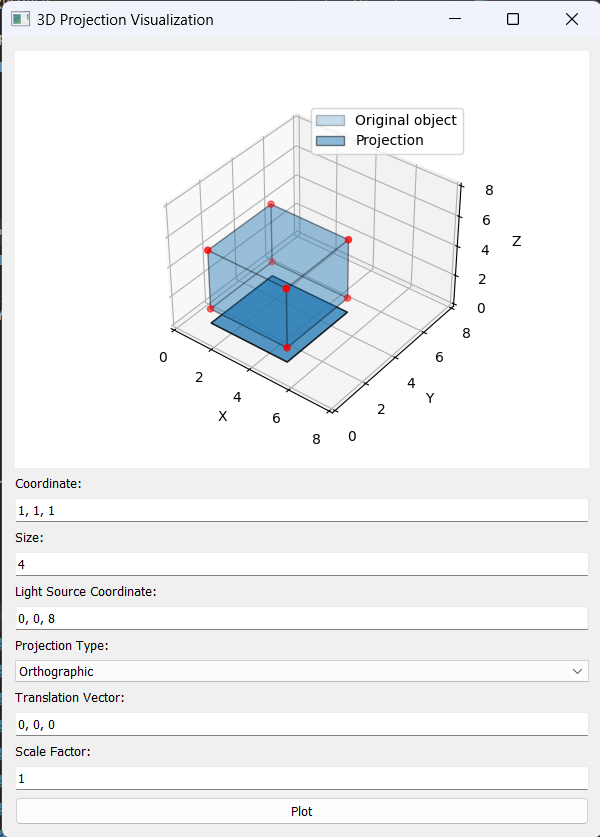 3D Projection Visualization
Original object
Projection
8
6
4
2
0
Z
0
2
4
6
8
X
0
2
4
6
8
Y
Coordinate:
1, 1, 1
Size:
4
Light Source Coordinate:
0, 0, 8
Projection Type:
Orthographic
Translation Vector:
0, 0, 0
Scale Factor:
1
Plot